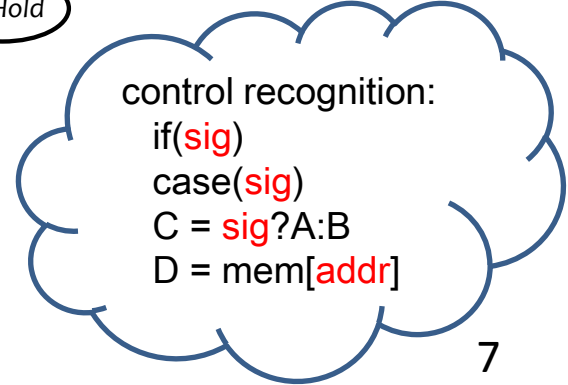 Hold
control recognition:
if(sig)
case(sig)
C = sig?A:B
D = mem[addr]
7